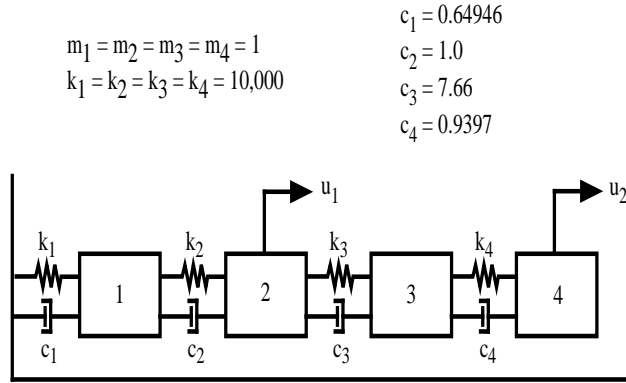 m₁ = m₂ = m₃ = m₄ = 1
k₁ = k₂ = k₃ = k₄ = 10,000
c₁ = 0.64946
c₂ = 1.0
c₃ = 7.66
c₄ = 0.9397
u₁
u₂
k₁
k₂
k₃
k₄
1
2
3
4
c₁
c₂
c₃
c₄